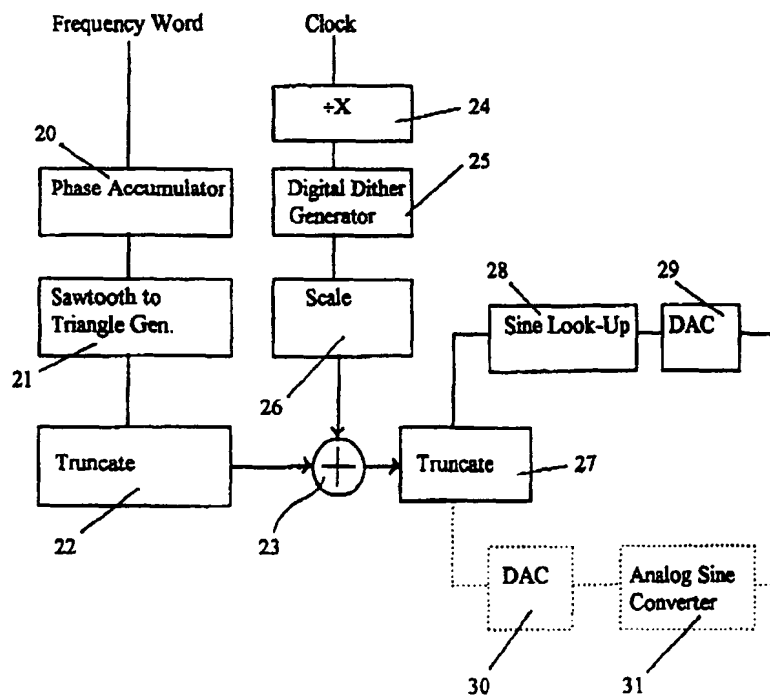 Frequency Word
Clock
÷X
24
20
25
Phase Accumulator
Digital Dither
Generator
28
29
Sawtooth to
Triangle Gen.
Scale
Sine Look-Up
DAC
21
26
Truncate
Truncate
27
22
23
DAC
Analog Sine
Converter
30
31